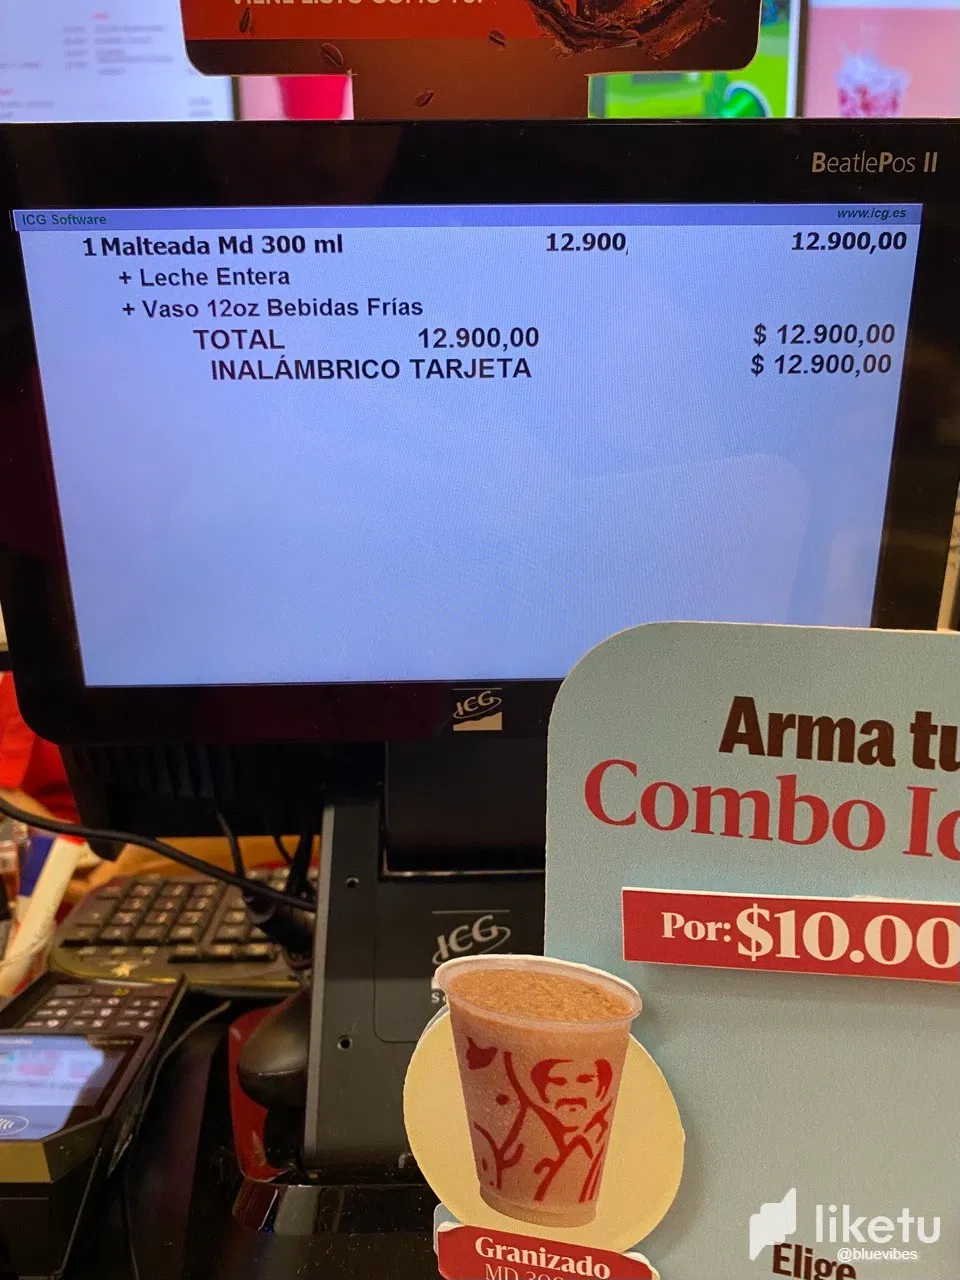 BeatlePos II
ICG Software www.icg.es
1 Malteada Md 300 ml 12.900, 12.900,00
+ Leche Entera
+ Vaso 12oz Bebidas Frías
TOTAL 12.900,00 $ 12.900,00
INALÁMBRICO TARJETA $ 12.900,00
ICG
Arma tu
Combo Ic
Por: $10.00
ICG
Granizado
Elige
liketu
@bluevibes